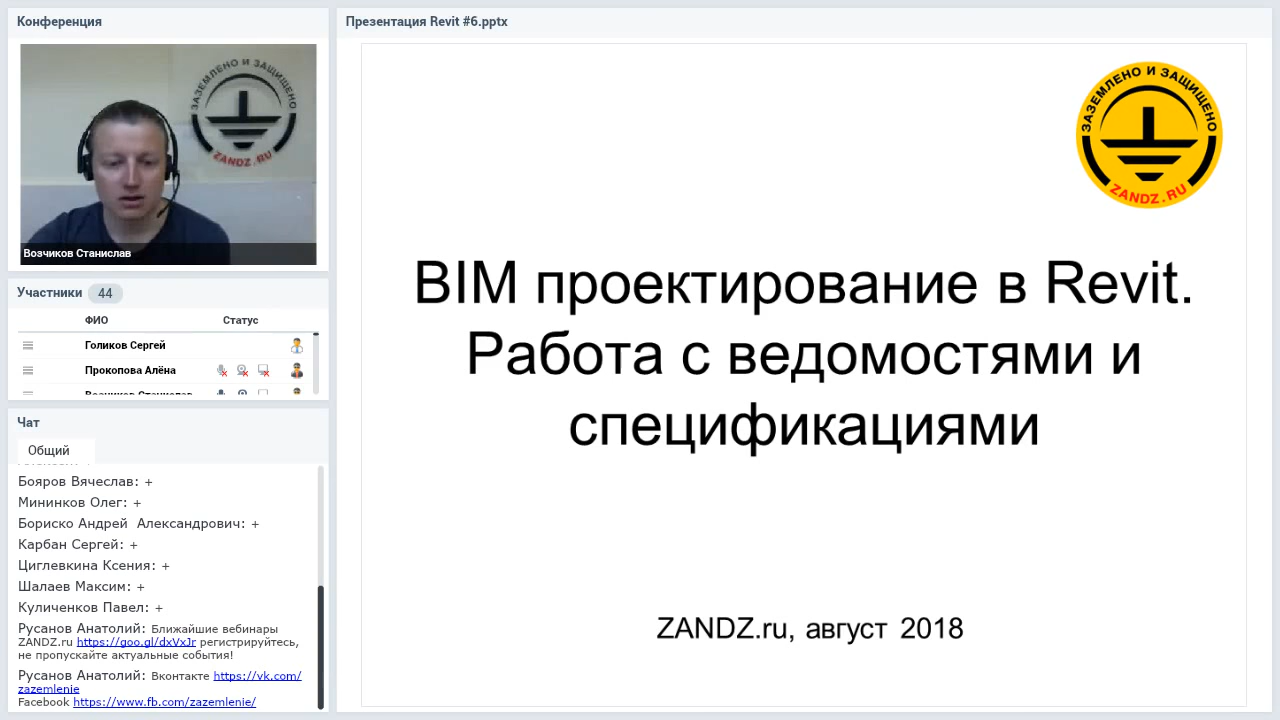 Конференция
ЗАЗЕМЛЕНО И ЗАЩИЩЕНО
ZANDZ.RU
Возчиков Станислав
Участники 44
ФИО Статус
Голиков Сергей
Прокопова Алёна
Возчиков Станислав
Чат
Общий
Бояров Вячеслав: +
Мининков Олег: +
Бориско Андрей Александрович: +
Карбан Сергей: +
Циглевкина Ксения: +
Шалаев Максим: +
Куличенков Павел: +
Русанов Анатолий: Ближайшие вебинары
ZANDZ.ru https://goo.gl/dxVxJr регистрируйтесь,
не пропускайте актуальные события!
Русанов Анатолий: Вконтакте https://vk.com/
zazemlenie
Facebook https://www.fb.com/zazemlenie/
Презентация Revit #6.pptx
ЗАЗЕМЛЕНО И ЗАЩИЩЕНО
ZANDZ.RU
BIM проектирование в Revit.
Работа с ведомостями и
спецификациями
ZANDZ.ru, август 2018